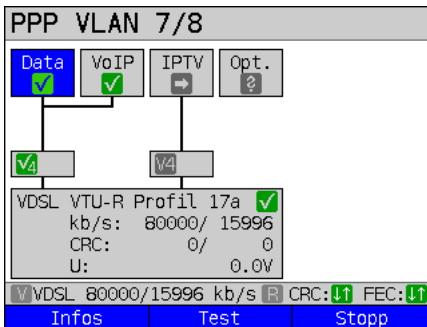 PPP VLAN 7/8
Data VoIP IPTV Opt.
V4 V4
VDSL VTU-R Profil 17a
kb/s: 80000/ 15996
CRC: 0/ 0
U: 0.0V
V VDSL 80000/15996 kb/s R CRC: FEC:
Infos Test Stopp